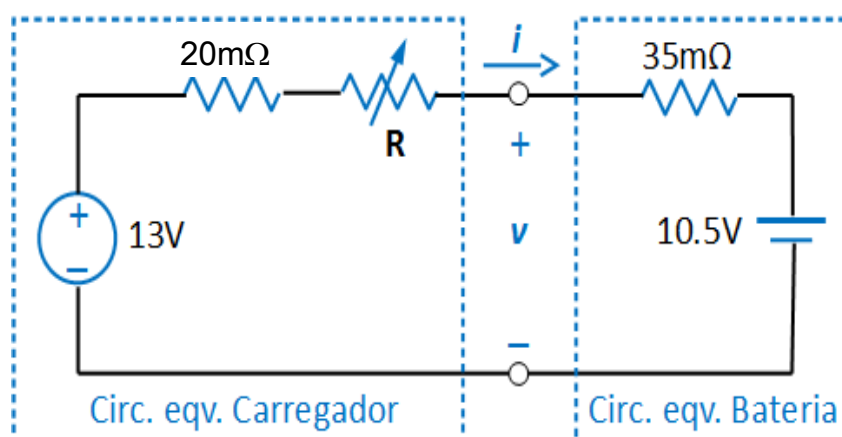 20mΩ
i
35mΩ
R
+
+
13V
v
10.5V
−
−
Circ. eqv. Carregador
Circ. eqv. Bateria